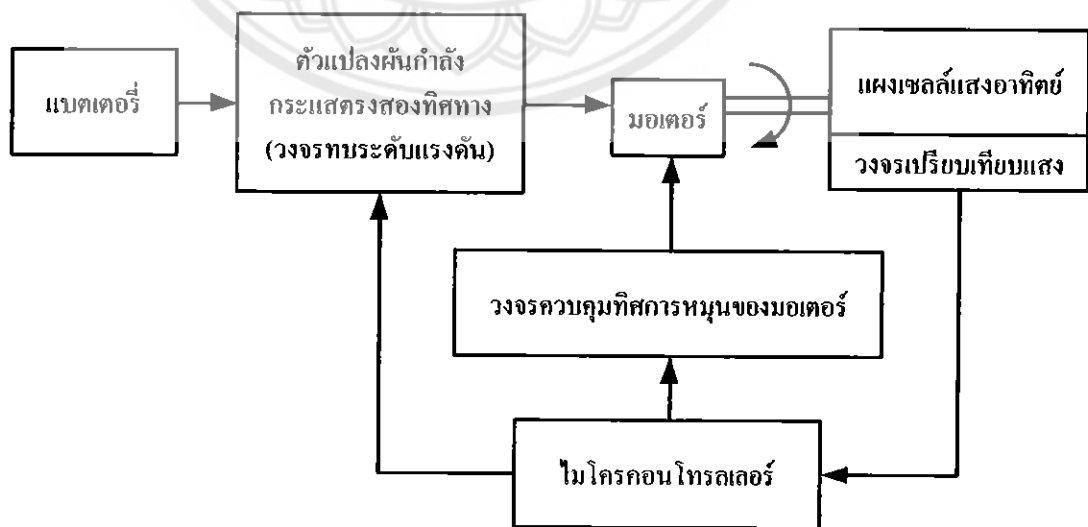 แบตเตอรี่
ตัวแปลงผันกำลัง
กระแสตรงสองทิศทาง
(วงจรทบระดับแรงดัน)
มอเตอร์
แผงเซลล์แสงอาทิตย์
วงจรเปรียบเทียบแสง
วงจรควบคุมทิศการหมุนของมอเตอร์
ไมโครคอนโทรลเลอร์